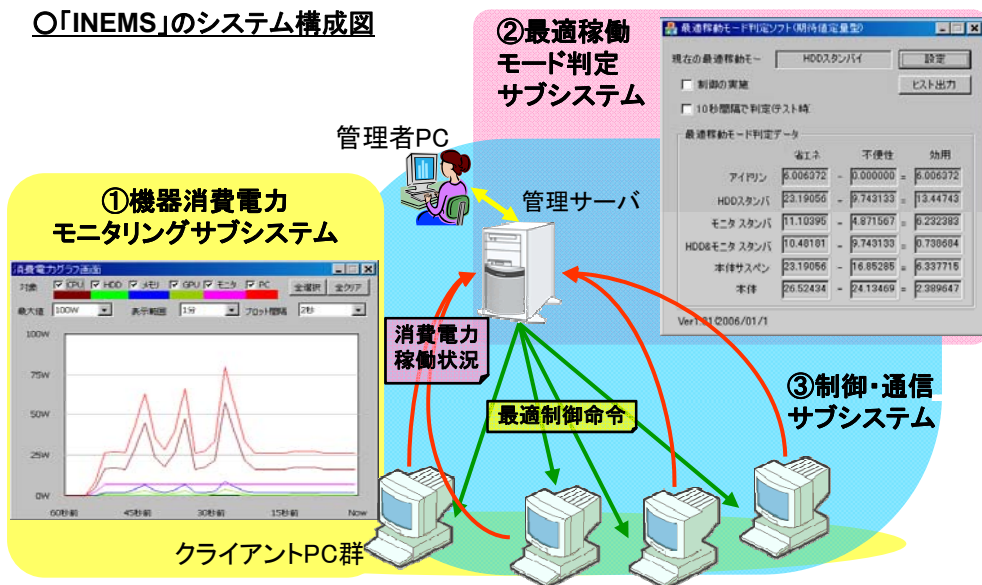 〇「INEMS」のシステム構成図
②最適稼働
モード判定
サブシステム
最適稼動モード判定ソフト(期待値定量型)
現在の最適稼動モー
HDDスタンバイ
設定
制御の実施
ヒスト出力
10秒間隔で判定(テスト時
最適稼動モード判定データ
省エネ 不便性 効用
アイドリン 6.006372 - 0.000000 = 6.006372
HDDスタンバ 23.19056 - 9.743133 = 13.44743
モニタ スタンバ 11.10395 - 4.871567 = 6.232383
HDD&モニタ スタンバ 10.48181 - 9.743133 = 0.738684
本体サスペン 23.19056 - 16.85285 = 6.337715
本体 26.52434 - 24.13469 = 2.389647
Ver1.01/2006/01/1
管理者PC
管理サーバ
①機器消費電力
モニタリングサブシステム
消費電力グラフ画面
対象 CPU HDD メモリ GPU モニタ PC 全選択 全クリア
最大値 100W 表示範囲 1分 プロット間隔 2秒
100W
75W
50W
25W
0W
60秒前 45秒前 30秒前 15秒前 Now
消費電力
稼働状況
最適制御命令
③制御・通信
サブシステム
クライアントPC群